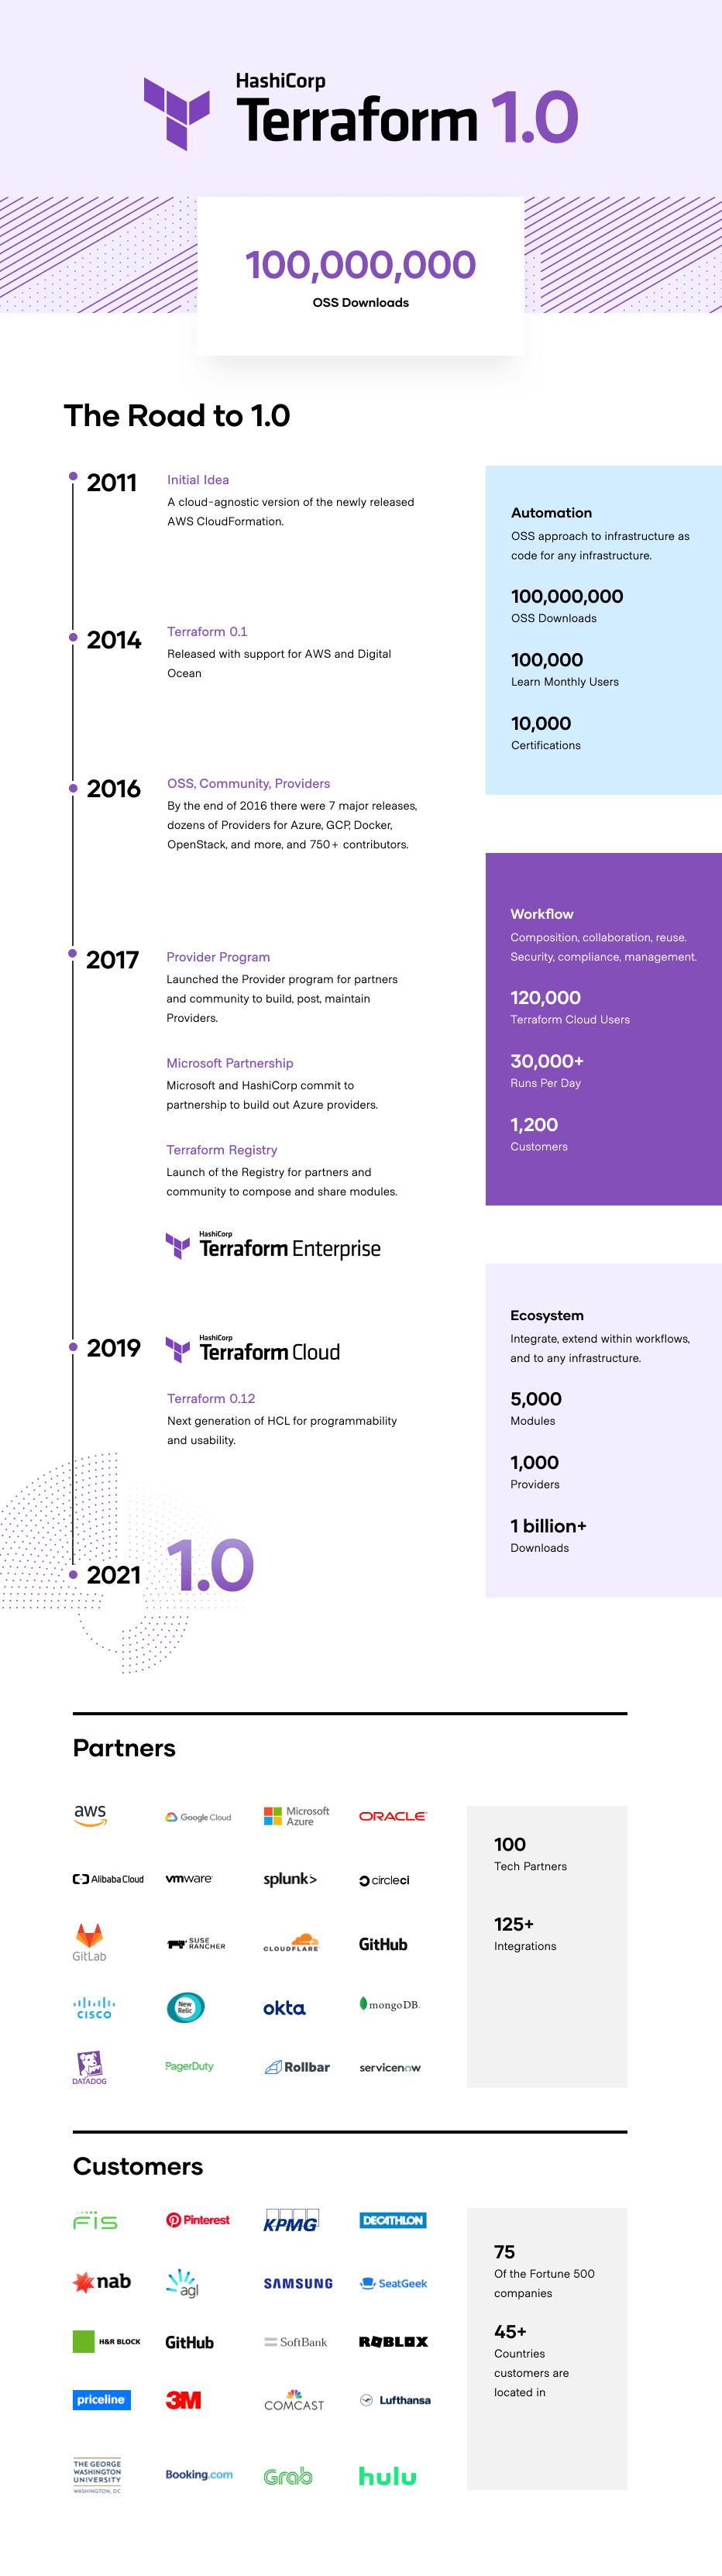 HashiCorp
Terraform 1.0
100,000,000
OSS Downloads
The Road to 1.0
2011
Initial Idea
A cloud-agnostic version of the newly released
AWS CloudFormation.
2014
Terraform 0.1
Released with support for AWS and Digital
Ocean
2016
OSS, Community, Providers
By the end of 2016 there were 7 major releases,
dozens of Providers for Azure, GCP, Docker,
OpenStack, and more, and 750+ contributors.
2017
Provider Program
Launched the Provider program for partners
and community to build, post, maintain
Providers.
Microsoft Partnership
Microsoft and HashiCorp commit to
partnership to build out Azure providers.
Terraform Registry
Launch of the Registry for partners and
community to compose and share modules.
HashiCorp
Terraform Enterprise
2019
HashiCorp
Terraform Cloud
Terraform 0.12
Next generation of HCL for programmability
and usability.
2021
1.0
Automation
OSS approach to infrastructure as
code for any infrastructure.
100,000,000
OSS Downloads
100,000
Learn Monthly Users
10,000
Certifications
Workflow
Composition, collaboration, reuse.
Security, compliance, management.
120,000
Terraform Cloud Users
30,000+
Runs Per Day
1,200
Customers
Ecosystem
Integrate, extend within workflows,
and to any infrastructure.
5,000
Modules
1,000
Providers
1 billion+
Downloads
Partners
aws
Google Cloud
Microsoft
Azure
ORACLE
Alibaba Cloud
vmware
splunk>
circleci
GitLab
SUSE
RANCHER
CLOUDFLARE
GitHub
CISCO
New
Relic
okta
mongoDB.
DATADOG
PagerDuty
Rollbar
servicenow
100
Tech Partners
125+
Integrations
Customers
FIS
Pinterest
KPMG
DECATHLON
nab
agl
SAMSUNG
SeatGeek
H&R BLOCK
GitHub
SoftBank
ROBLOX
priceline
3M
COMCAST
Lufthansa
THE GEORGE
WASHINGTON
UNIVERSITY
WASHINGTON, DC
Booking.com
Grab
hulu
75
Of the Fortune 500
companies
45+
Countries
customers are
located in